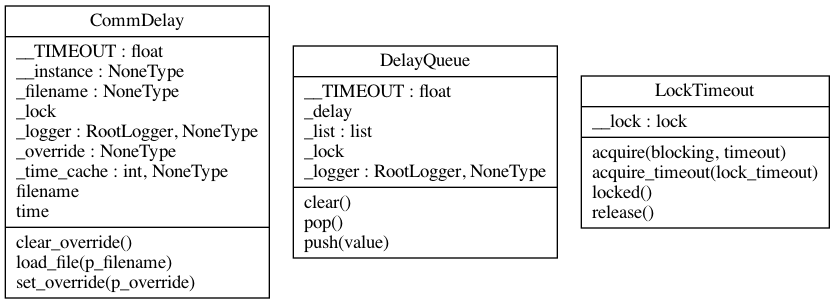 CommDelay
__TIMEOUT : float
__instance : NoneType
_filename : NoneType
_lock
_logger : RootLogger, NoneType
_override : NoneType
_time_cache : int, NoneType
filename
time
clear_override()
load_file(p_filename)
set_override(p_override)
DelayQueue
__TIMEOUT : float
_delay
_list : list
_lock
_logger : RootLogger, NoneType
clear()
pop()
push(value)
LockTimeout
__lock : lock
acquire(blocking, timeout)
acquire_timeout(lock_timeout)
locked()
release()